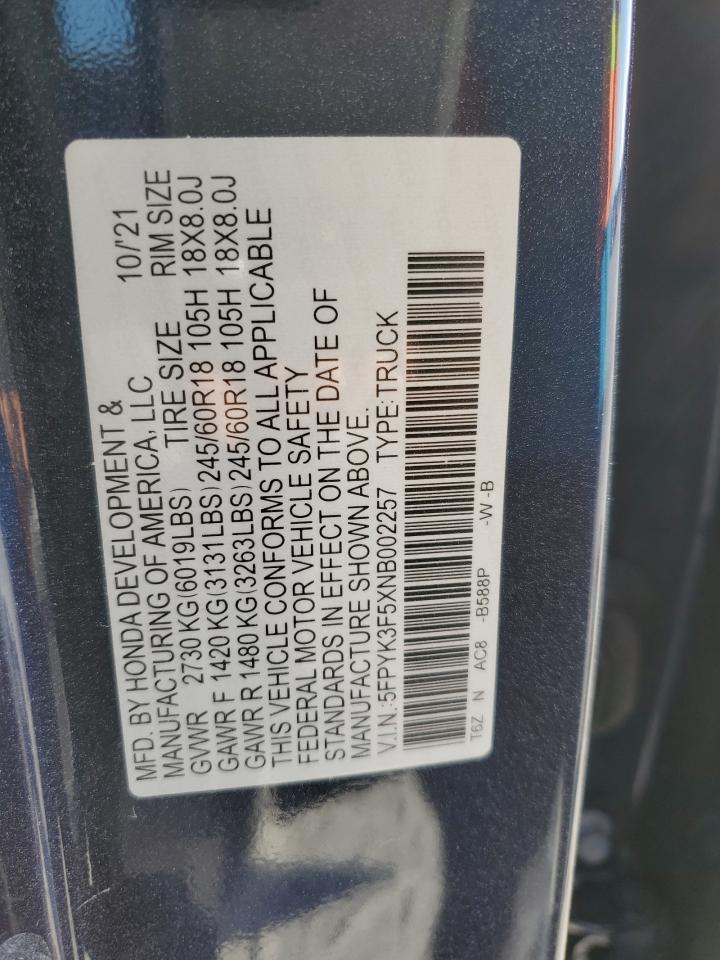 MFD. BY HONDA DEVELOPMENT &
MANUFACTURING OF AMERICA, LLC 10/'21
GVWR 2730 KG(6019LBS) TIRE SIZE RIM SIZE
GAWR F 1420 KG(3131LBS) 245/60R18 105H 18X8.0J
GAWR R 1480 KG(3263LBS) 245/60R18 105H 18X8.0J
THIS VEHICLE CONFORMS TO ALL APPLICABLE
FEDERAL MOTOR VEHICLE SAFETY
STANDARDS IN EFFECT ON THE DATE OF
MANUFACTURE SHOWN ABOVE.
V.I.N.:5FPYK3F5XNB002257 TYPE:TRUCK
T6Z N AC8 -B588P -W -B